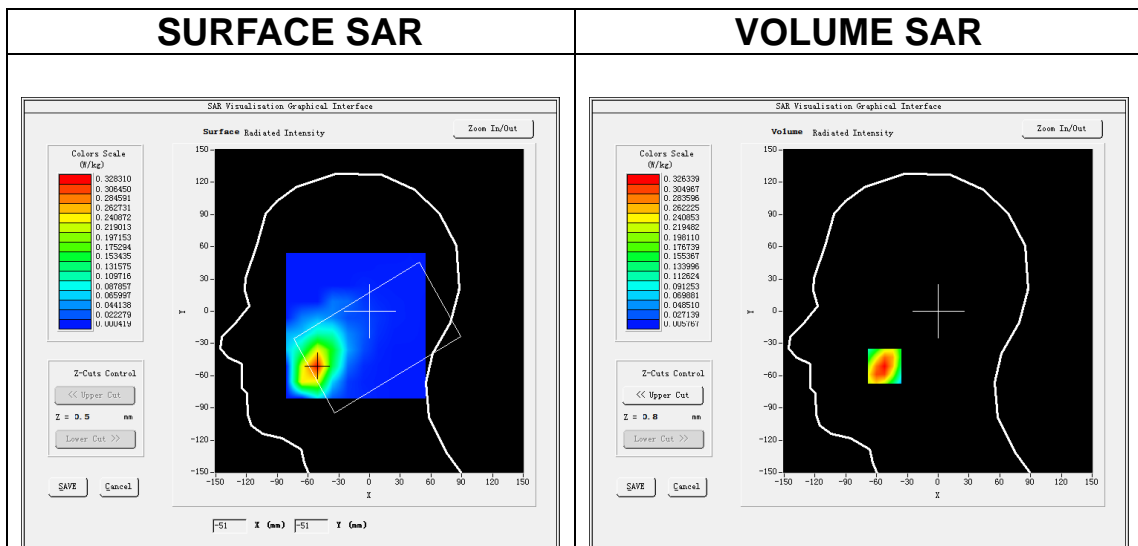 SURFACE SAR
VOLUME SAR
SAR Visualisation Graphical Interface
Surface Radiated Intensity
Zoom In/Out
Colors Scale
(W/kg)
0.328310
0.306450
0.284591
0.262731
0.240872
0.219013
0.197153
0.175294
0.153435
0.131575
0.109716
0.087857
0.065997
0.044138
0.022279
0.000419
150
120
90
60
30
0
-30
-60
-90
-120
-150
Y
-150 -120 -90 -60 -30 0 30 60 90 120 150
X
Z-Cuts Control
<< Upper Cut
Z = 0.5 mm
Lower Cut >>
SAVE
Cancel
-51 X (mm) -51 Y (mm)
SAR Visualisation Graphical Interface
Volume Radiated Intensity
Zoom In/Out
Colors Scale
(W/kg)
0.326339
0.304967
0.283596
0.262225
0.240853
0.219482
0.198110
0.176739
0.155367
0.133996
0.112624
0.091253
0.069881
0.048510
0.027139
0.005767
150
120
90
60
30
0
-30
-60
-90
-120
-150
Y
-150 -120 -90 -60 -30 0 30 60 90 120 150
X
Z-Cuts Control
<< Upper Cut
Z = 0.8 mm
Lower Cut >>
SAVE
Cancel